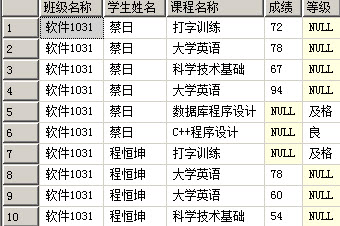 班级名称 学生姓名 课程名称 成绩 等级
1 软件1031 蔡日 打字训练 72 NULL
2 软件1031 蔡日 大学英语 78 NULL
3 软件1031 蔡日 科学技术基础 67 NULL
4 软件1031 蔡日 大学英语 94 NULL
5 软件1031 蔡日 数据库程序设计 NULL 及格
6 软件1031 蔡日 C++程序设计 NULL 良
7 软件1031 程恒坤 打字训练 NULL 及格
8 软件1031 程恒坤 大学英语 78 NULL
9 软件1031 程恒坤 大学英语 60 NULL
10 软件1031 程恒坤 科学技术基础 54 NULL